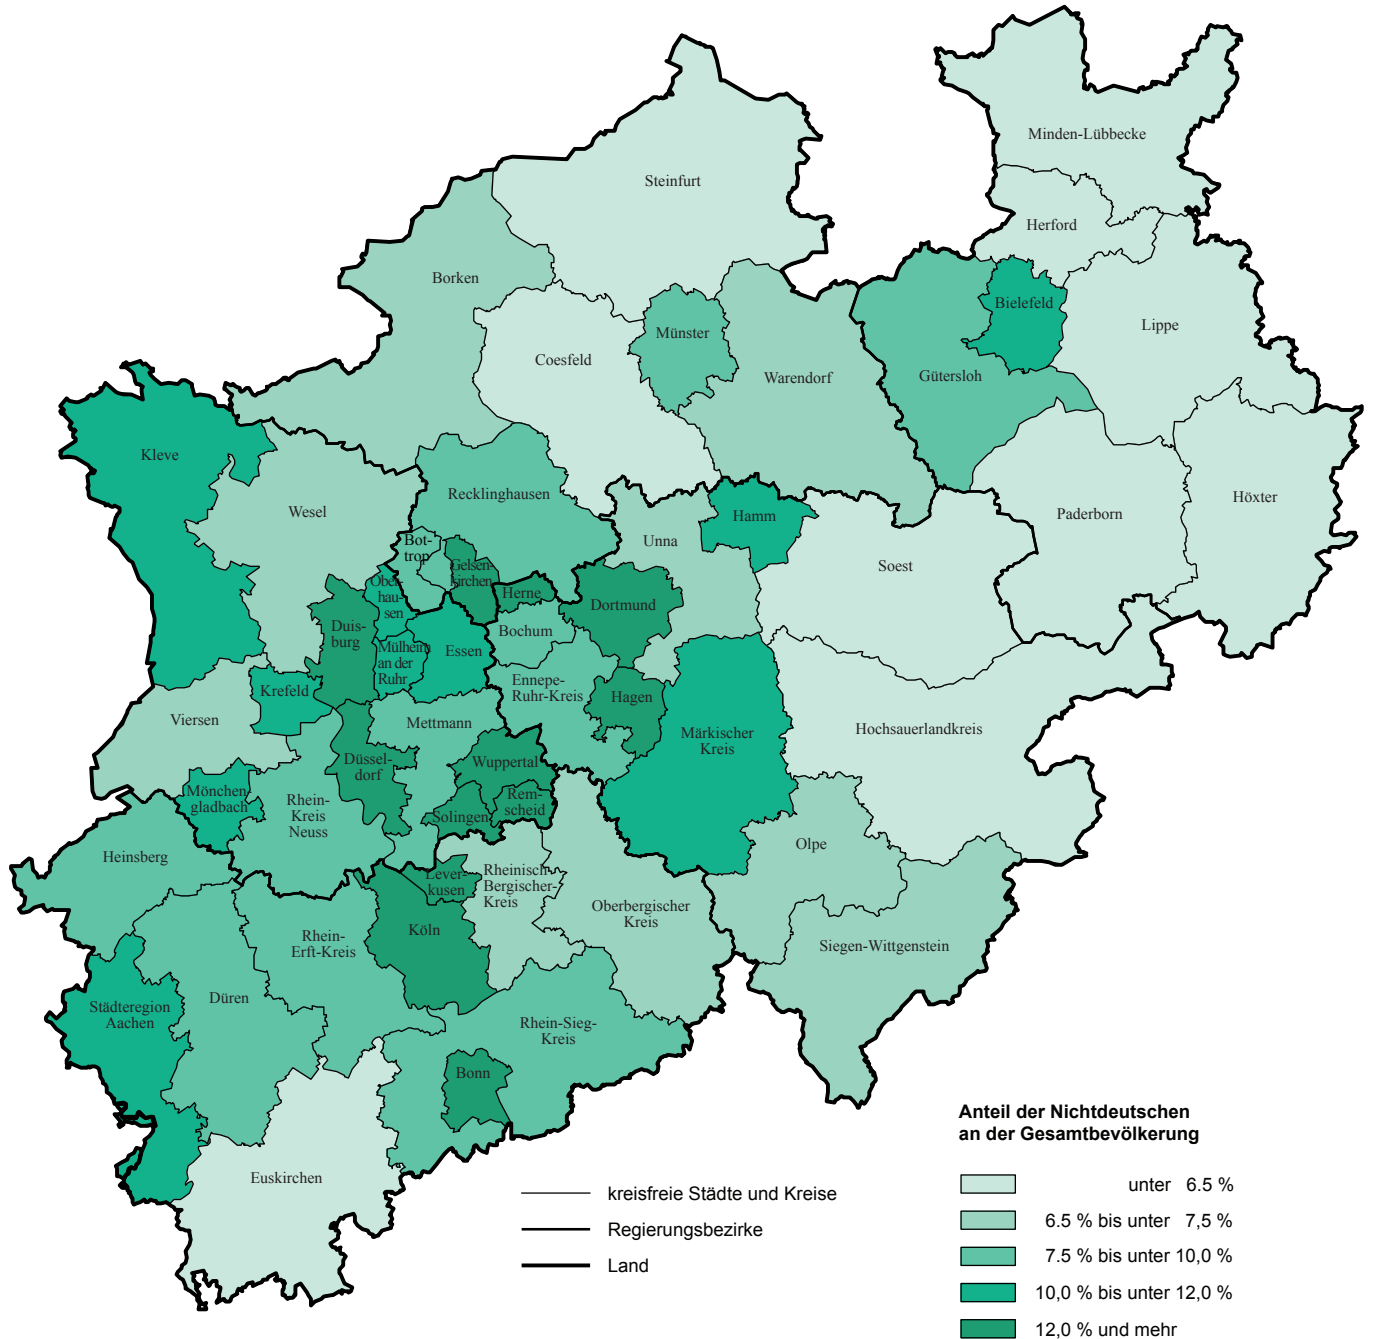 Minden-Lübbecke
Steinfurt
Herford
Borken
Bielefeld
Lippe
Münster
Coesfeld
Warendorf
Gütersloh
Kleve
Recklinghausen
Höxter
Wesel
Hamm
Paderborn
Unna
Bot-
trop
Soest
Gelsen-
kirchen
Ober-
hau-
sen
Herne
Dortmund
Duis-
burg
Bochum
Mülheim
an der
Ruhr
Essen
Ennepe-
Ruhr-Kreis
Hagen
Krefeld
Viersen
Mettmann
Märkischer
Kreis
Hochsauerlandkreis
Düssel-
dorf
Wuppertal
Mönchen-
gladbach
Rhein-
Kreis
Neuss
Rem-
scheid
Solingen
Olpe
Heinsberg
Lever-
kusen
Rheinisch-
Bergischer-
Kreis
Oberbergischer
Kreis
Köln
Rhein-
Erft-Kreis
Siegen-Wittgenstein
Düren
Städteregion
Aachen
Rhein-Sieg-
Kreis
Bonn
Euskirchen
kreisfreie Städte und Kreise
Regierungsbezirke
Land
Anteil der Nichtdeutschen
an der Gesamtbevölkerung
unter 6.5 %
6.5 % bis unter 7,5 %
7.5 % bis unter 10,0 %
10,0 % bis unter 12,0 %
12,0 % und mehr